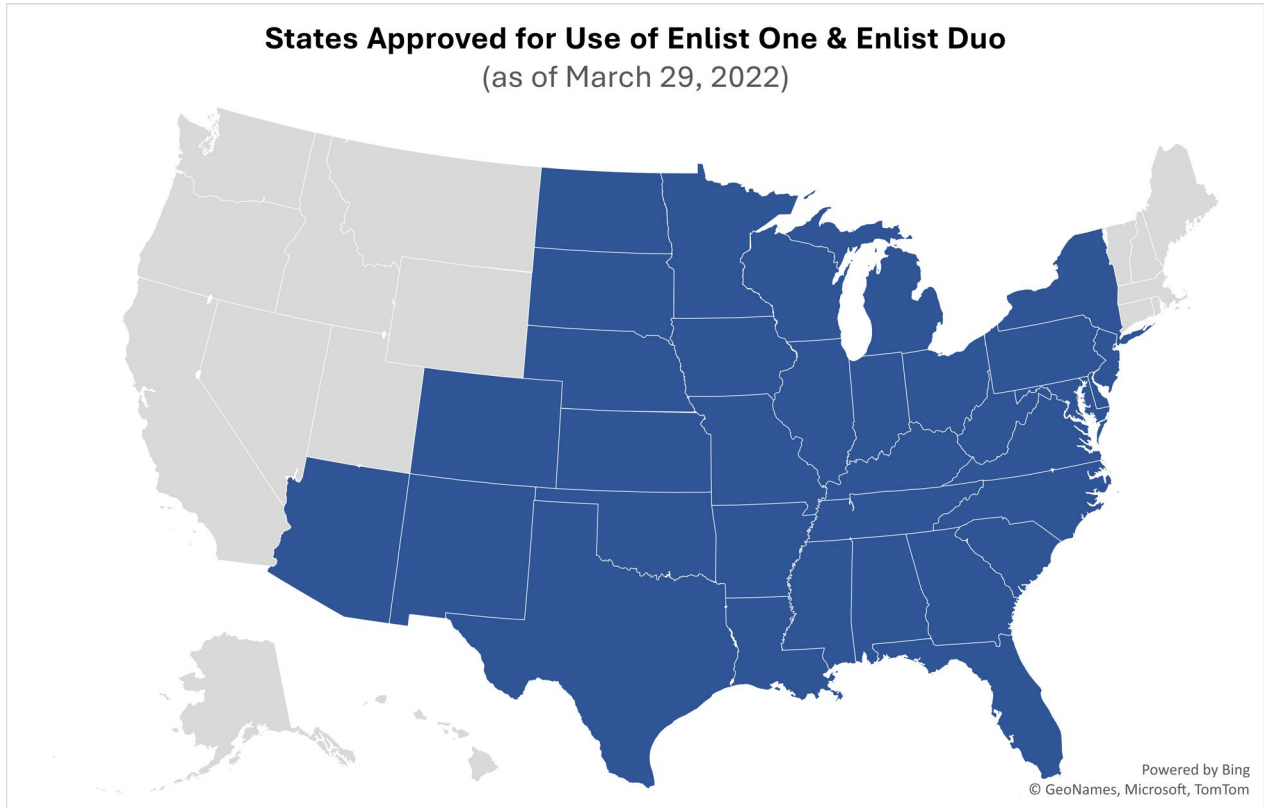 States Approved for Use of Enlist One & Enlist Duo
(as of March 29, 2022)
Powered by Bing
© GeoNames, Microsoft, TomTom